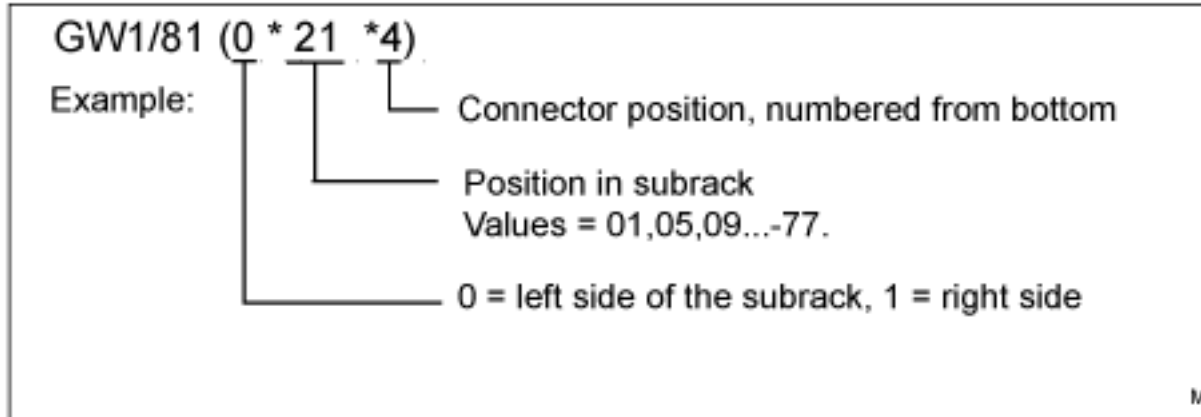 GW1/81 (0 * 21 *4)
Example:
Connector position, numbered from bottom
Position in subrack
Values = 01,05,09...-77.
0 = left side of the subrack, 1 = right side